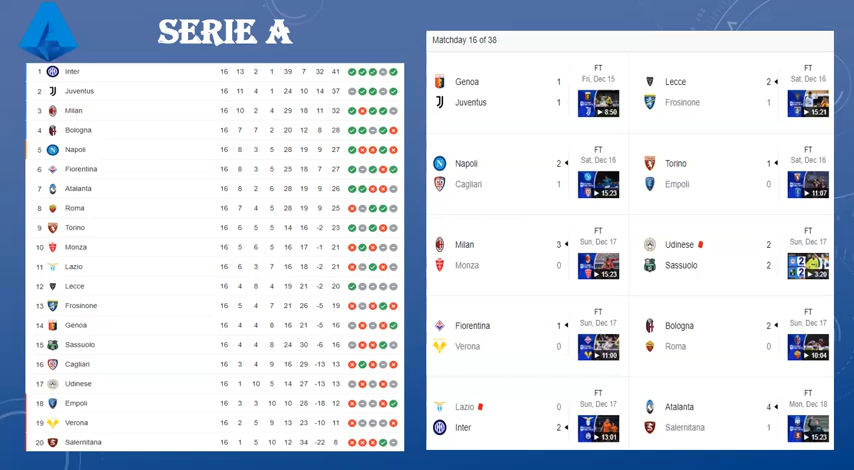 SERIE A
1 Inter 16 13 2 1 39 7 32 41
2 Juventus 16 11 4 1 24 10 14 37
3 Milan 16 10 2 4 29 18 11 32
4 Bologna 16 7 7 2 20 12 8 28
5 Napoli 16 8 3 5 28 19 9 27
6 Fiorentina 16 8 3 5 25 18 7 27
7 Atalanta 16 8 2 6 28 19 9 26
8 Roma 16 7 4 5 28 19 9 25
9 Torino 16 6 5 5 14 16 -2 23
10 Monza 16 5 6 5 16 17 -1 21
11 Lazio 16 6 3 7 16 18 -2 21
12 Lecce 16 4 8 4 19 21 -2 20
13 Frosinone 16 5 4 7 21 26 -5 19
14 Genoa 16 4 4 8 16 21 -5 16
15 Sassuolo 16 4 4 8 24 30 -6 16
16 Cagliari 16 3 4 9 16 29 -13 13
17 Udinese 16 1 10 5 14 27 -13 13
18 Empoli 16 3 3 10 10 28 -18 12
19 Verona 16 2 5 9 13 23 -10 11
20 Salernitana 16 1 5 10 12 34 -22 8
Matchday 16 of 38
FT
Genoa 1 Fri, Dec 15
Juventus 1
8:50
FT
Lecce 2 Sat, Dec 16
Frosinone 1
15:21
FT
Napoli 2 Sat, Dec 16
Cagliari 1
15:23
FT
Torino 1 Sat, Dec 16
Empoli 0
11:07
FT
Milan 3 Sun, Dec 17
Monza 0
15:23
FT
Udinese 2 Sun, Dec 17
Sassuolo 2
3:20
FT
Fiorentina 1 Sun, Dec 17
Verona 0
11:00
FT
Bologna 2 Sun, Dec 17
Roma 0
10:04
FT
Lazio 0 Sun, Dec 17
Inter 2
13:01
FT
Atalanta 4 Mon, Dec 18
Salernitana 1
15:23